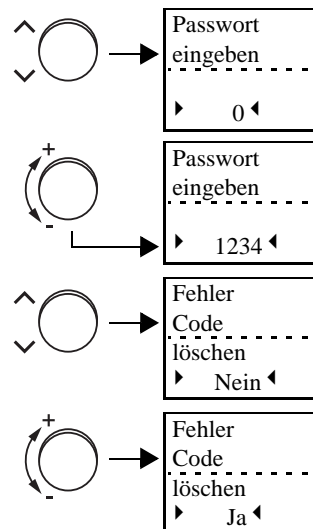 Passwort
eingeben
0
+
-
Passwort
eingeben
1234
Fehler
Code
löschen
Nein
+
-
Fehler
Code
löschen
Ja